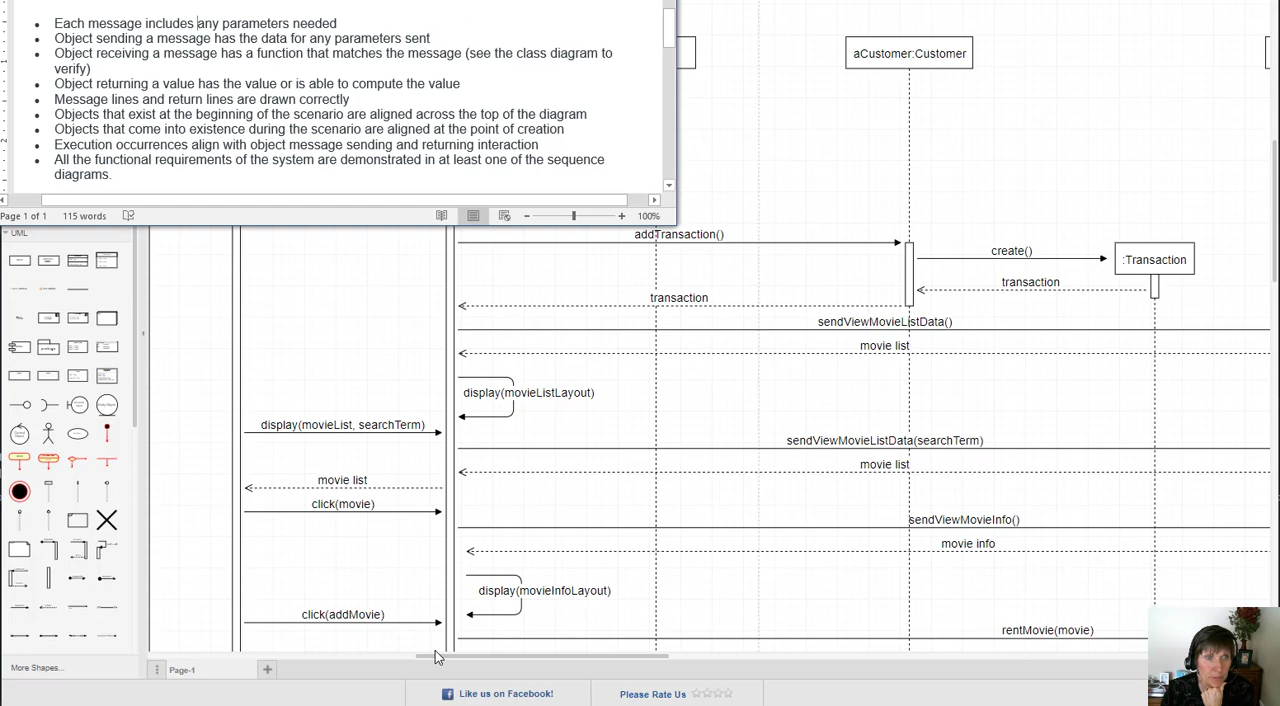 Each message includes any parameters needed
Object sending a message has the data for any parameters sent
Object receiving a message has a function that matches the message (see the class diagram to
verify)
Object returning a value has the value or is able to compute the value
Message lines and return lines are drawn correctly
Objects that exist at the beginning of the scenario are aligned across the top of the diagram
Objects that come into existence during the scenario are aligned at the point of creation
Execution occurrences align with object message sending and returning interaction
All the functional requirements of the system are demonstrated in at least one of the sequence
diagrams.
Page 1 of 1 115 words 100%
aCustomer:Customer
UML
addTransaction()
create()
:Transaction
transaction
transaction
sendViewMovieListData()
movie list
display(movieListLayout)
display(movieList, searchTerm)
sendViewMovieListData(searchTerm)
movie list
movie list
click(movie)
sendViewMovieInfo()
movie info
display(movieInfoLayout)
click(addMovie)
rentMovie(movie)
More Shapes...
Page-1
Like us on Facebook!
Please Rate Us